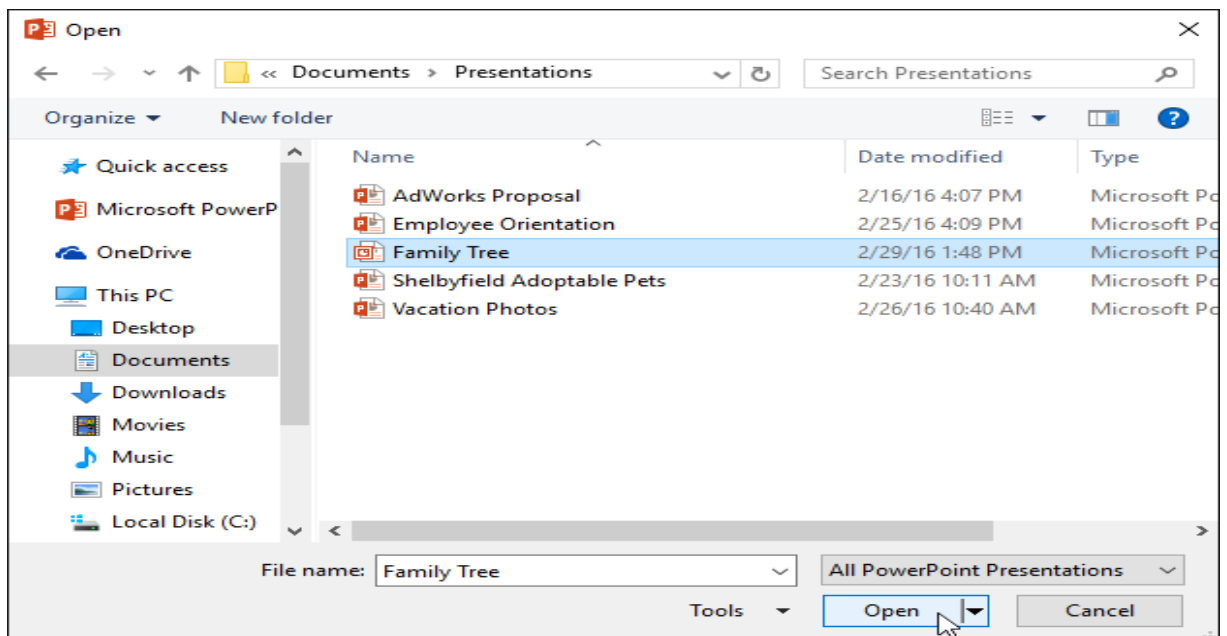 Open
« Documents > Presentations
Search Presentations
Organize
New folder
Quick access
Microsoft PowerP
OneDrive
This PC
Desktop
Documents
Downloads
Movies
Music
Pictures
Local Disk (C:)
Name Date modified Type
AdWorks Proposal 2/16/16 4:07 PM Microsoft Po
Employee Orientation 2/25/16 4:09 PM Microsoft Po
Family Tree 2/29/16 1:48 PM Microsoft Po
Shelbyfield Adoptable Pets 2/23/16 10:11 AM Microsoft Po
Vacation Photos 2/26/16 10:40 AM Microsoft Po
File name: Family Tree
All PowerPoint Presentations
Tools
Open
Cancel